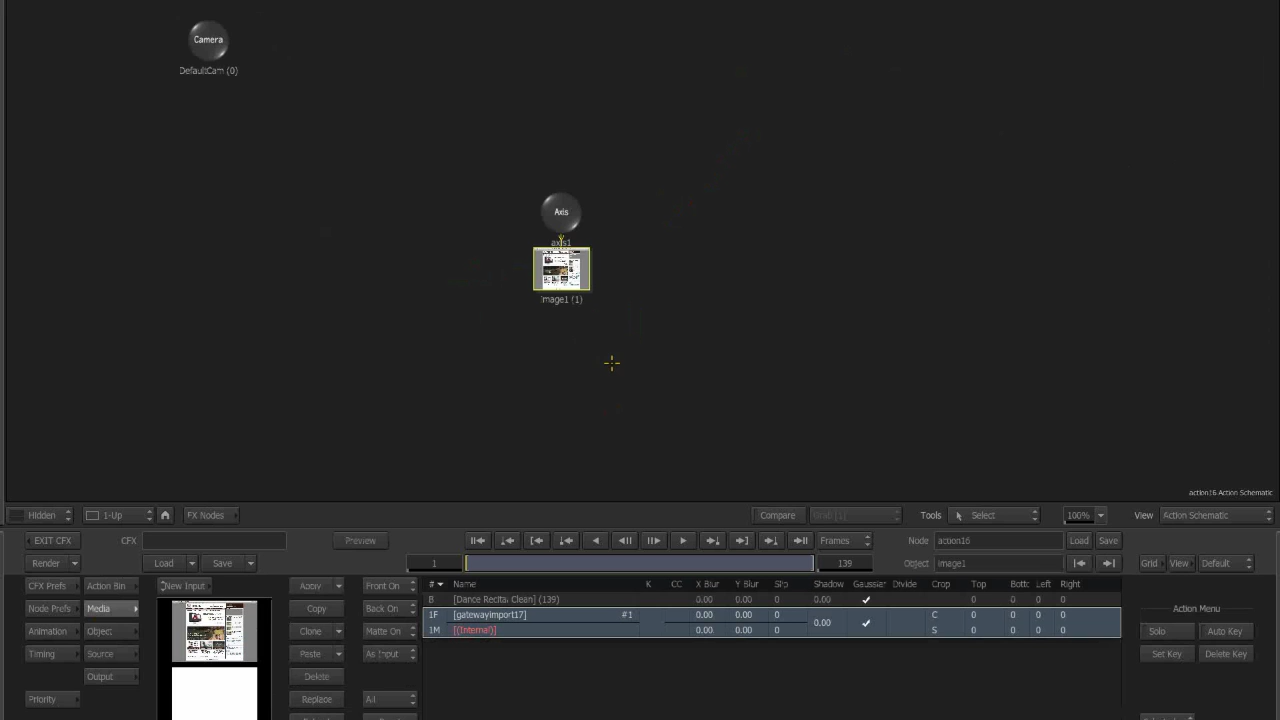 Camera
DefaultCam (0)
Axis
axis1
image1 (1)
action16 Action Schematic
Hidden 1-Up FX Nodes Compare Grab [1] Tools Select 100% View Action Schematic
EXIT CFX CFX Preview Frames Node action16 Load Save
Render Load Save 1 139 Object image1 Grid View Default
CFX Prefs Action Bin New Input Apply Front On # Name K CC X Blur Y Blur Slip Shadow Gaussian Divide Crop Top Botto Left Right
B [Dance Recital Clean] (139) 0.00 0.00 0 0.00 0 0 0 0
Node Prefs Media Copy Back On 1F [gatewayImport17] #1 0.00 0.00 0 C 0 0 0 0 Action Menu
0.00
Animation Object Clone Matte On 1M [(Internal)] 0.00 0.00 0 S 0 0 0 0 Solo Auto Key
Timing Source Paste As Input Set Key Delete Key
Output Delete
Priority Replace All